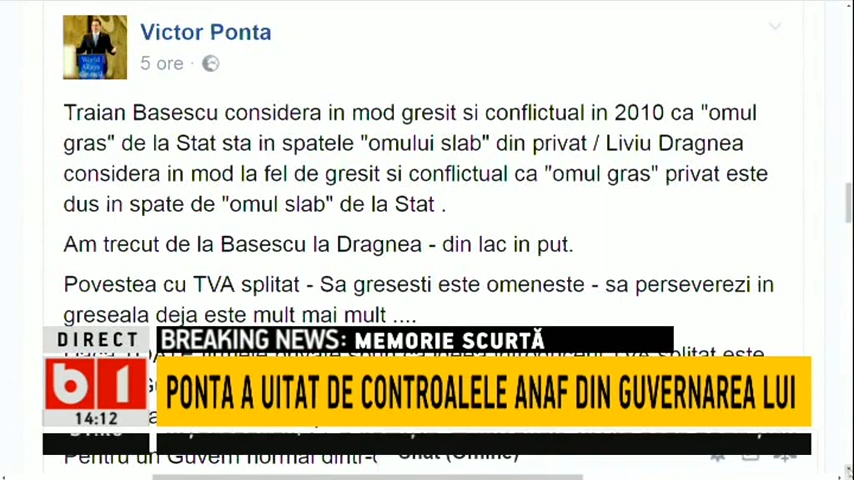 Victor Ponta
5 ore
Traian Basescu considera in mod gresit si conflictual in 2010 ca "omul
gras" de la Stat sta in spatele "omului slab" din privat / Liviu Dragnea
considera in mod la fel de gresit si conflictual ca "omul gras" privat este
dus in spate de "omul slab" de la Stat .
Am trecut de la Basescu la Dragnea - din lac in put.
Povestea cu TVA splitat - Sa gresesti este omeneste - sa perseverezi in
greseala deja este mult mai mult ....
DIRECT
BREAKING NEWS: MEMORIE SCURTĂ
b1
PONTA A UITAT DE CONTROALELE ANAF DIN GUVERNAREA LUI
14:12
Pentru un Guvern normal dintr-